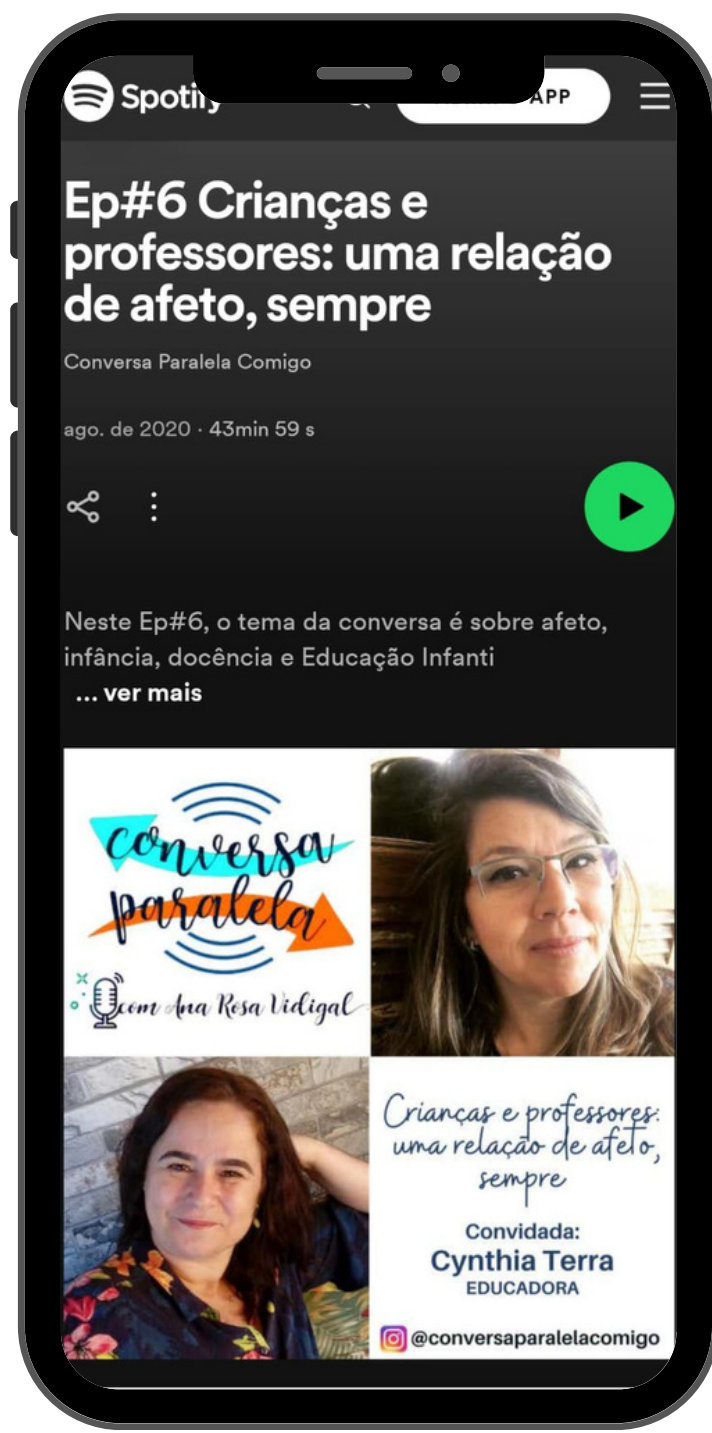 Spotify
APP
Ep#6 Crianças e
professores: uma relação
de afeto, sempre
Conversa Paralela Comigo
ago. de 2020 · 43min 59 s
Neste Ep#6, o tema da conversa é sobre afeto,
infância, docência e Educação Infanti
... ver mais
conversa
paralela
com Ana Rosa Vidigal
Crianças e professores:
uma relação de afeto,
sempre
Convidada:
Cynthia Terra
EDUCADORA
@conversaparalelacomigo